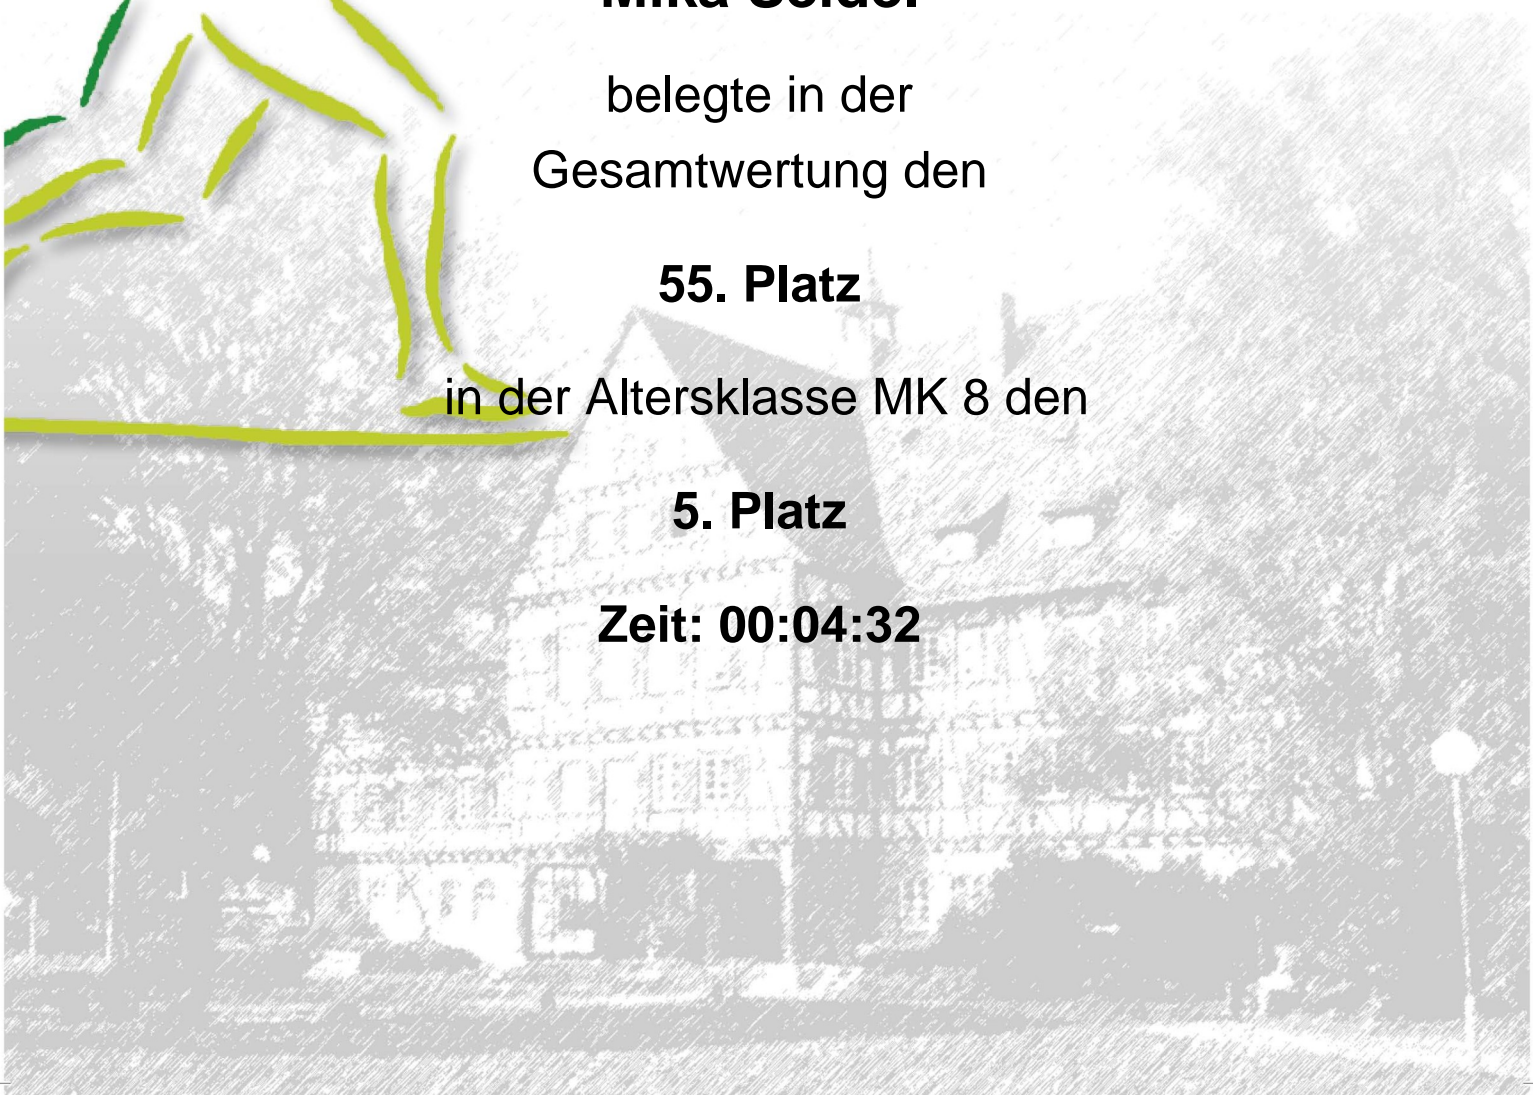 belegte in der
Gesamtwertung den
55. Platz
in der Altersklasse MK 8 den
5. Platz
Zeit: 00:04:32